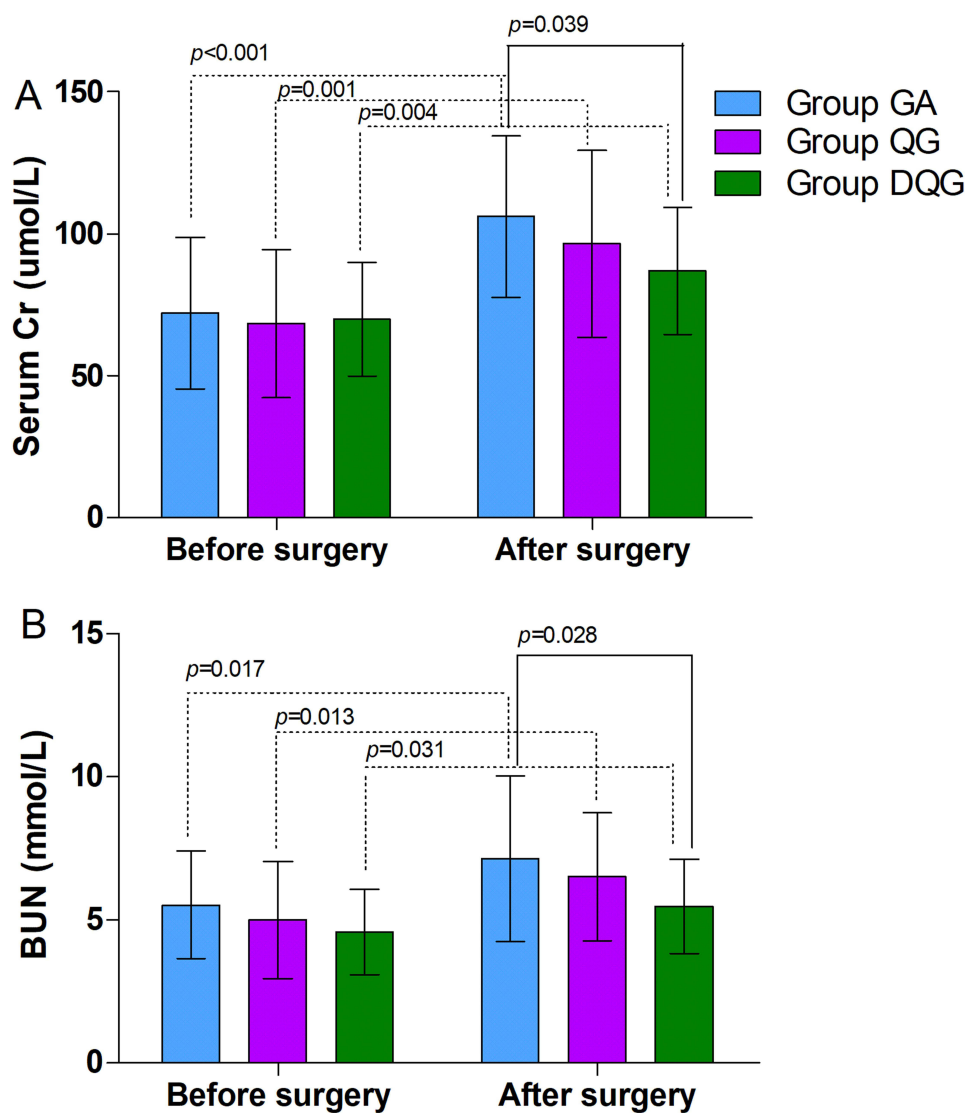 A
p<0.001
p=0.001
p=0.004
p=0.039
Group GA
Group QG
Group DQG
Serum Cr (umol/L)
150
100
50
0
Before surgery
After surgery
B
p=0.017
p=0.013
p=0.031
p=0.028
BUN (mmol/L)
15
10
5
0
Before surgery
After surgery